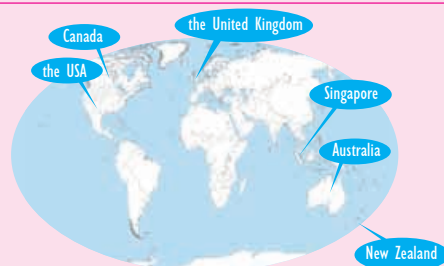 the United Kingdom
Canada
the USA
Singapore
Australia
New Zealand